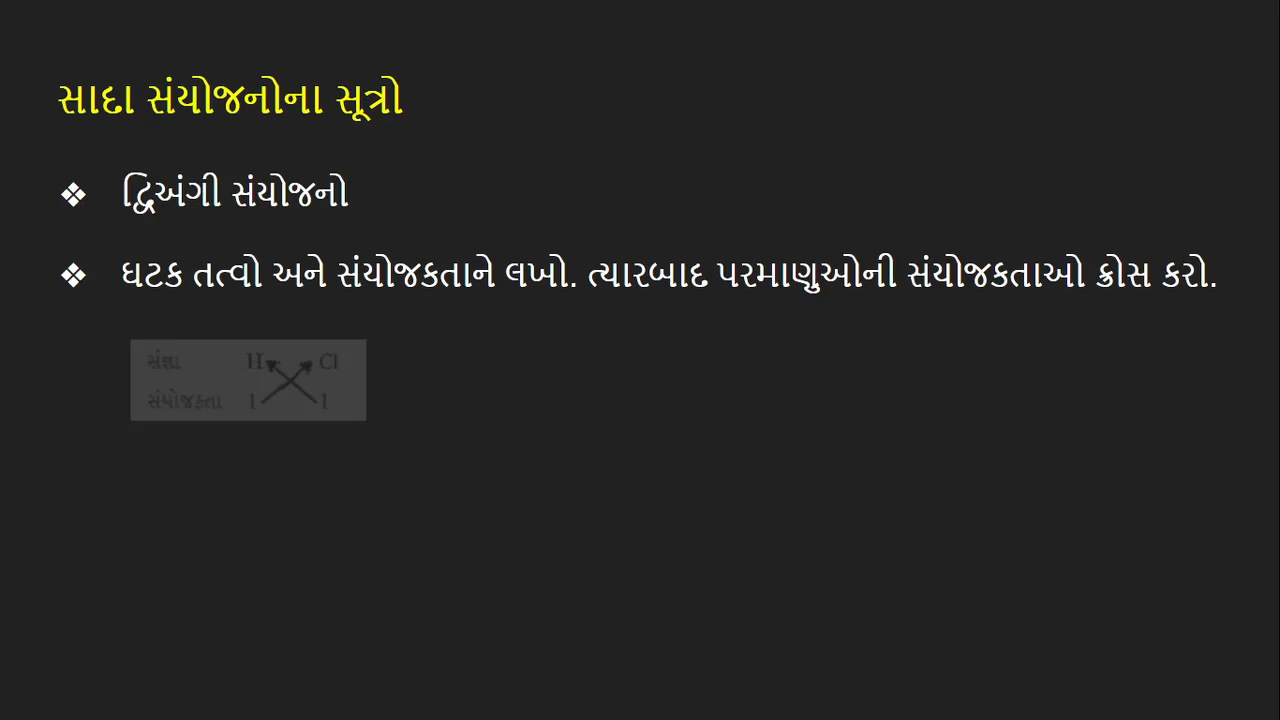 સાદા સંયોજનોના સૂત્રો
❖ દ્વિઅંગી સંયોજનો
❖ ઘટક તત્વો અને સંયોજકતાને લખો. ત્યારબાદ પરમાણુઓની સંયોજકતાઓ ક્રોસ કરો.
સંજ્ઞા H Cl
સંયોજકતા 1 1